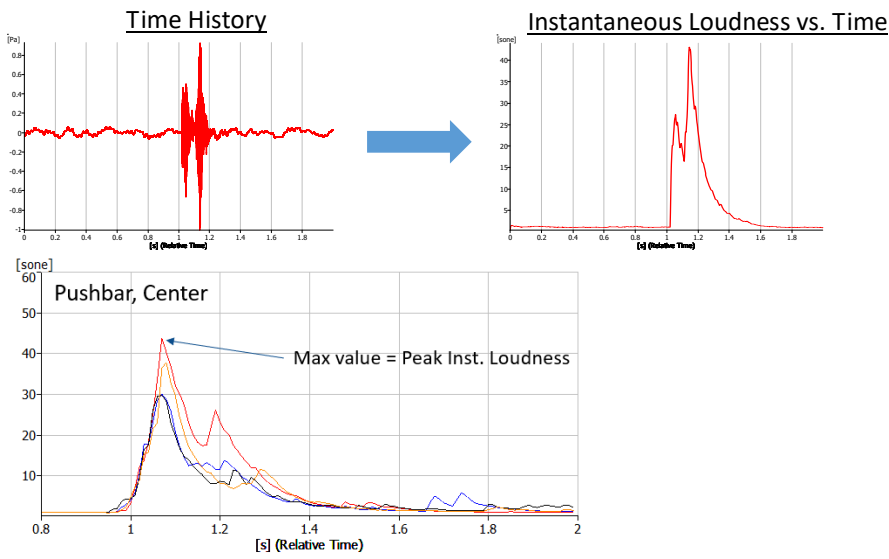 Time History
[Pa]
0.8
0.6
0.4
0.2
0
-0.2
-0.4
-0.6
-0.8
-1
0 0.2 0.4 0.6 0.8 1 1.2 1.4 1.6 1.8
[s] (Relative Time)
Instantaneous Loudness vs. Time
[sone]
40
35
30
25
20
15
10
5
0 0.2 0.4 0.6 0.8 1 1.2 1.4 1.6 1.8
[s] (Relative Time)
[sone]
60
Pushbar, Center
50
40
Max value = Peak Inst. Loudness
30
20
10
0.8 1 1.2 1.4 1.6 1.8 2
[s] (Relative Time)